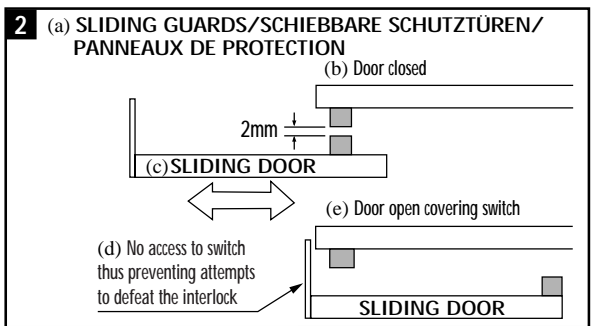 2 (a) SLIDING GUARDS/SCHIEBBARE SCHUTZTÜREN/
PANNEAUX DE PROTECTION
(b) Door closed
2mm
(c) SLIDING DOOR
(e) Door open covering switch
(d) No access to switch
thus preventing attempts
to defeat the interlock
SLIDING DOOR